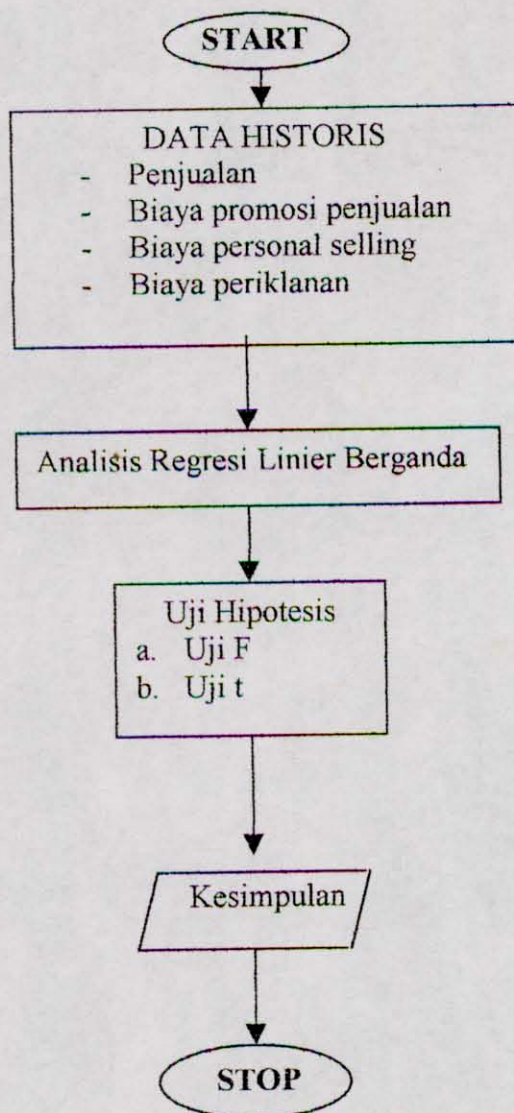 START
DATA HISTORIS
- Penjualan
- Biaya promosi penjualan
- Biaya personal selling
- Biaya periklanan
Analisis Regresi Linier Berganda
Uji Hipotesis
a. Uji F
b. Uji t
Kesimpulan
STOP